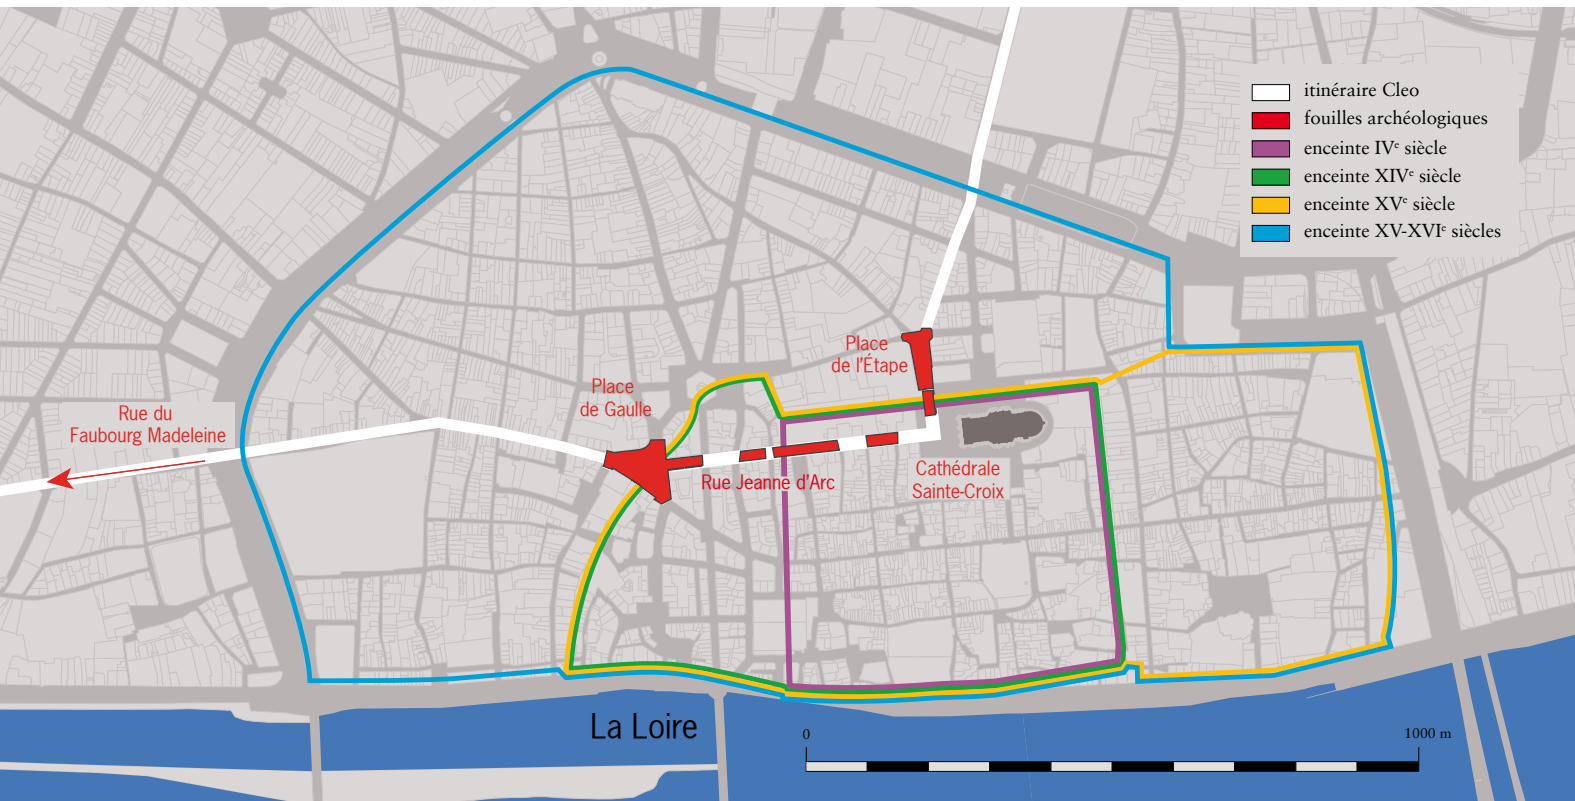 itinéraire Cleo
fouilles archéologiques
enceinte IVᵉ siècle
enceinte XIVᵉ siècle
enceinte XVᵉ siècle
enceinte XV-XVIᵉ siècles
Place
de l'Étape
Place
de Gaulle
Rue du
Faubourg Madeleine
Rue Jeanne d'Arc
Cathédrale
Sainte-Croix
La Loire
0
1000 m